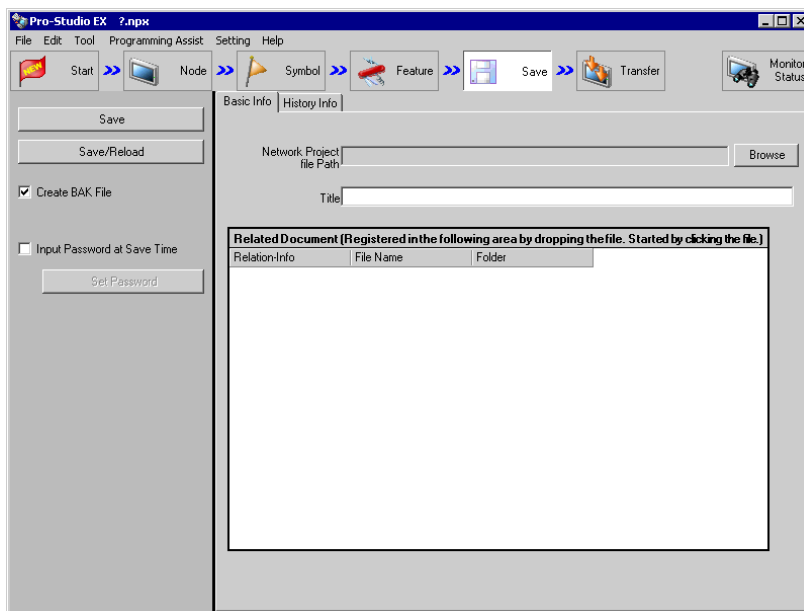 Pro-Studio EX ?.npx
File Edit Tool Programming Assist Setting Help
NEW Start Node Symbol Feature Save Transfer Monitor Status
Basic Info History Info
Save
Save/Reload
Network Project file Path Browse
Create BAK File
Title
Input Password at Save Time
Set Password
Related Document (Registered in the following area by dropping the file. Started by clicking the file.)
Relation-Info File Name Folder